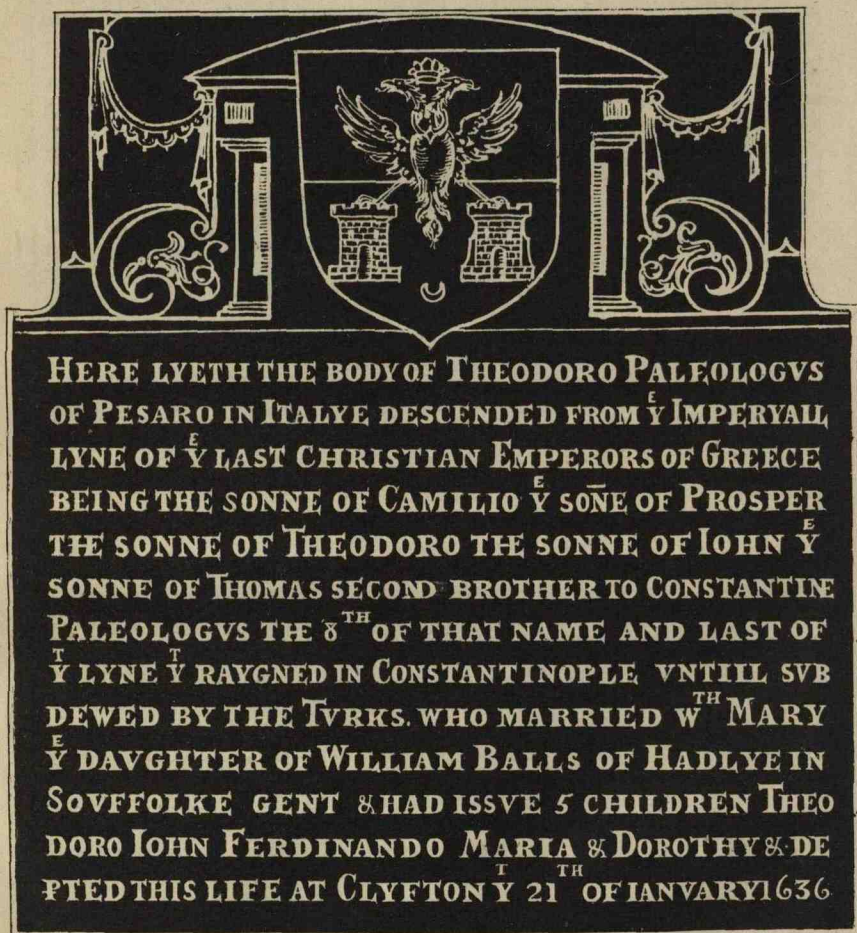 HERE LYETH THE BODY OF THEODORO PALEOLOGVS
OF PESARO IN ITALYE DESCENDED FROM Yᴱ IMPERYALL
LYNE OF Yᴱ LAST CHRISTIAN EMPERORS OF GREECE
BEING THE SONNE OF CAMILIO Yᴱ SOÑE OF PROSPER
THE SONNE OF THEODORO THE SONNE OF IOHN Yᴱ
SONNE OF THOMAS SECOND BROTHER TO CONSTANTINE
PALEOLOGVS THE 8ᵀᴴ OF THAT NAME AND LAST OF
Yᵀ LYNE Yᵀ RAYGNED IN CONSTANTINOPLE VNTILL SVB
DEWED BY THE TVRKS. WHO MARRIED Wᵀᴴ MARY
Yᴱ DAVGHTER OF WILLIAM BALLS OF HADLYE IN
SOVFFOLKE GENT & HAD ISSVE 5 CHILDREN THEO
DORO IOHN FERDINANDO MARIA & DOROTHY & DE
PTED THIS LIFE AT CLYFTON Yᵀ 21ᵀᴴ OF IANVARY 1636